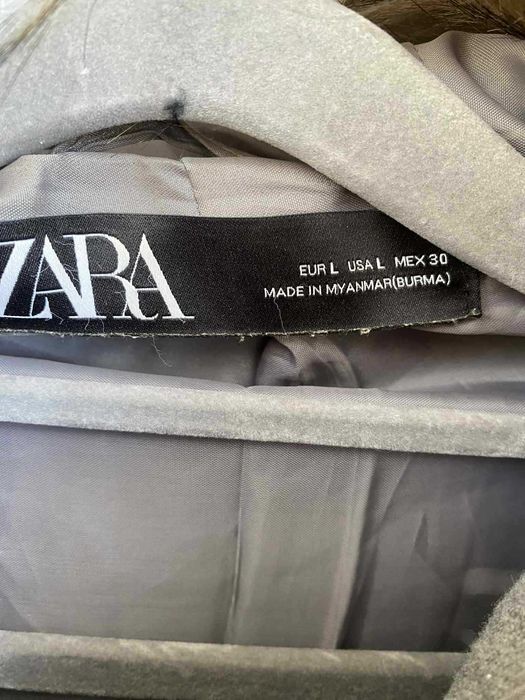 ZARA
EUR L USA L MEX 30
MADE IN MYANMAR(BURMA)